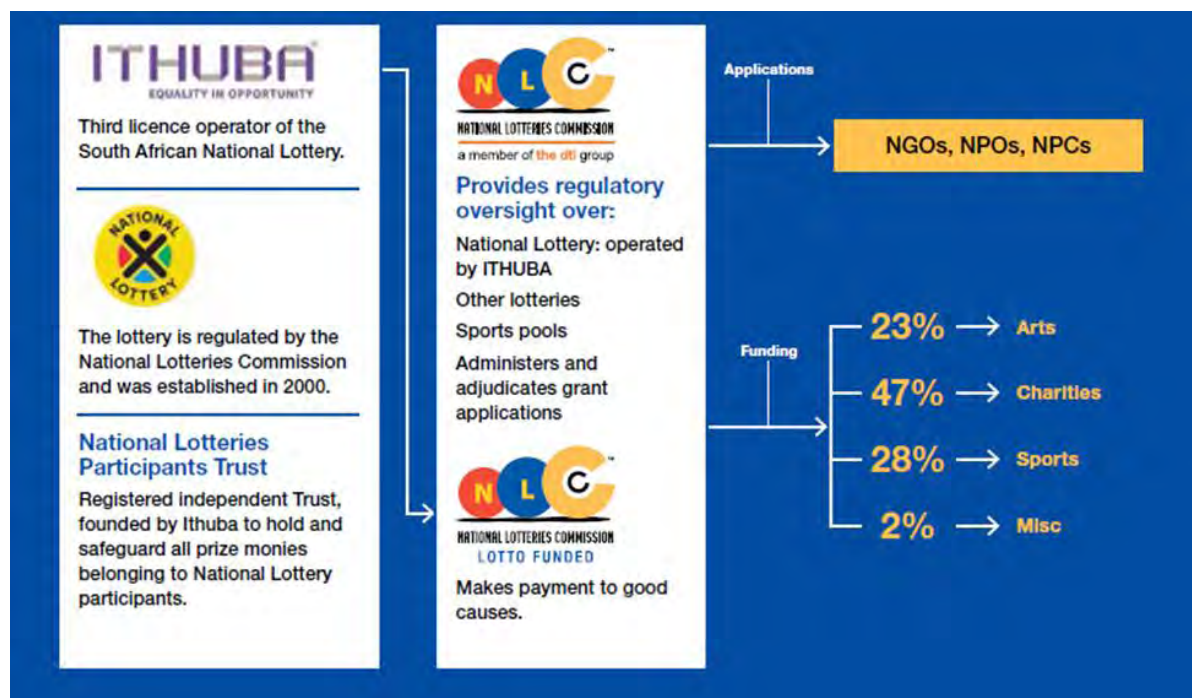 ITHUBA
EQUALITY IN OPPORTUNITY
Third licence operator of the
South African National Lottery.
NATIONAL
LOTTERY
The lottery is regulated by the
National Lotteries Commission
and was established in 2000.
National Lotteries
Participants Trust
Registered independent Trust,
founded by Ithuba to hold and
safeguard all prize monies
belonging to National Lottery
participants.
NLC™
NATIONAL LOTTERIES COMMISSION
a member of the dti group
Provides regulatory
oversight over:
National Lottery: operated
by ITHUBA
Other lotteries
Sports pools
Administers and
adjudicates grant
applications
NLC™
NATIONAL LOTTERIES COMMISSION
LOTTO FUNDED
Makes payment to good
causes.
Applications
NGOs, NPOs, NPCs
Funding
23% Arts
47% Charities
28% Sports
2% Misc